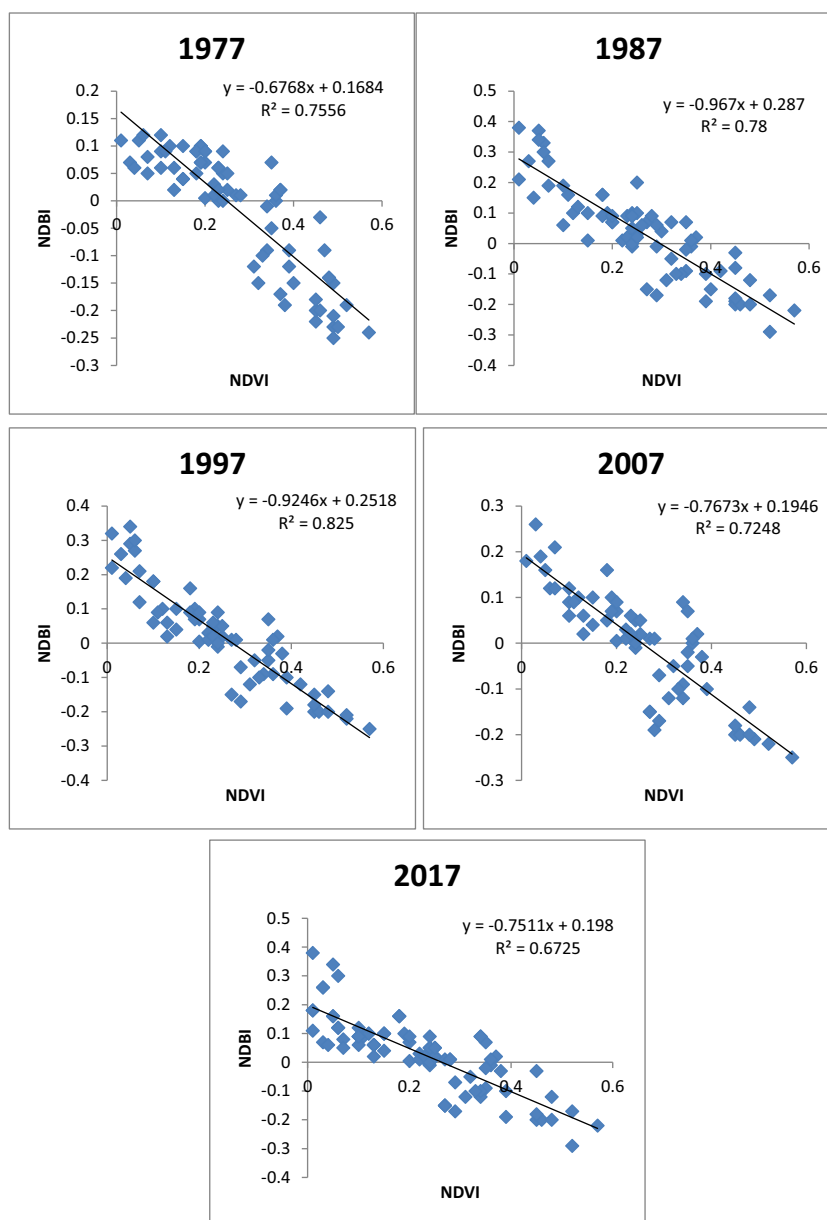 1977
y = -0.6768x + 0.1684
R² = 0.7556
0.2
0.15
0.1
0.05
0
-0.05
-0.1
-0.15
-0.2
-0.25
-0.3
0 0.2 0.4 0.6
NDBI
NDVI
1987
y = -0.967x + 0.287
R² = 0.78
0.5
0.4
0.3
0.2
0.1
0
-0.1
-0.2
-0.3
-0.4
0 0.2 0.4 0.6
NDBI
NDVI
1997
y = -0.9246x + 0.2518
R² = 0.825
0.4
0.3
0.2
0.1
0
-0.1
-0.2
-0.3
-0.4
0 0.2 0.4 0.6
NDBI
NDVI
2007
y = -0.7673x + 0.1946
R² = 0.7248
0.3
0.2
0.1
0
-0.1
-0.2
-0.3
0 0.2 0.4 0.6
NDBI
NDVI
2017
y = -0.7511x + 0.198
R² = 0.6725
0.5
0.4
0.3
0.2
0.1
0
-0.1
-0.2
-0.3
-0.4
0 0.2 0.4 0.6
NDBI
NDVI